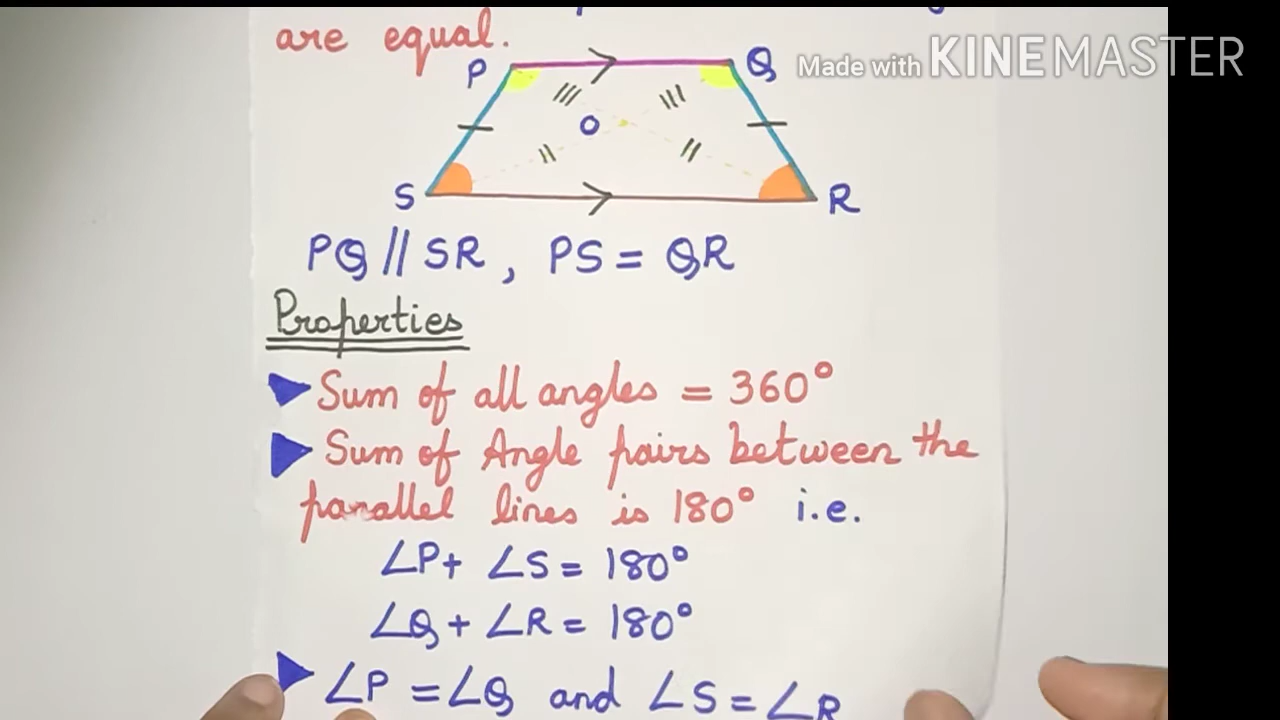 are equal.
P Q
Made with KINEMASTER
O
S R
PQ // SR, PS = QR
Properties
Sum of all angles = 360°
Sum of Angle pairs between the
parallel lines is 180° i.e.
∠P + ∠S = 180°
∠Q + ∠R = 180°
∠P = ∠Q and ∠S = ∠R